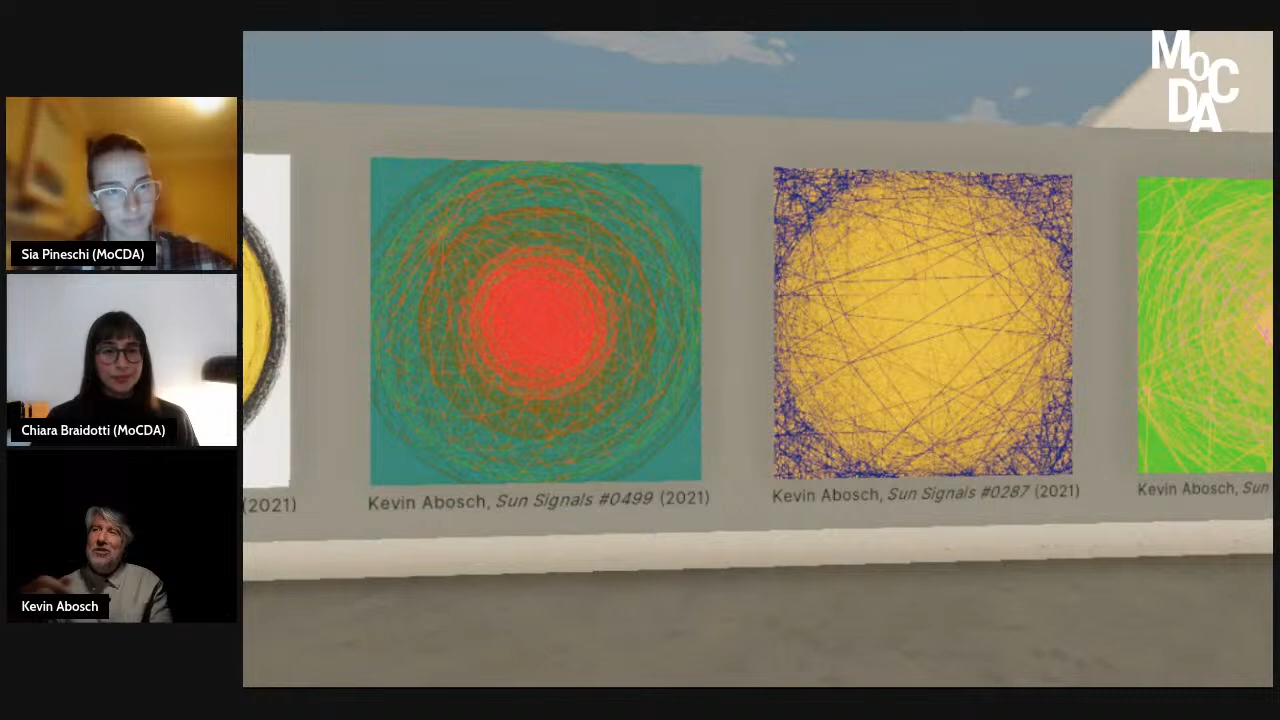 MoCDA
Sia Pineschi (MoCDA)
Chiara Braidotti (MoCDA)
Kevin Abosch
(2021)
Kevin Abosch, Sun Signals #0499 (2021)
Kevin Abosch, Sun Signals #0287 (2021)
Kevin Abosch, Sun